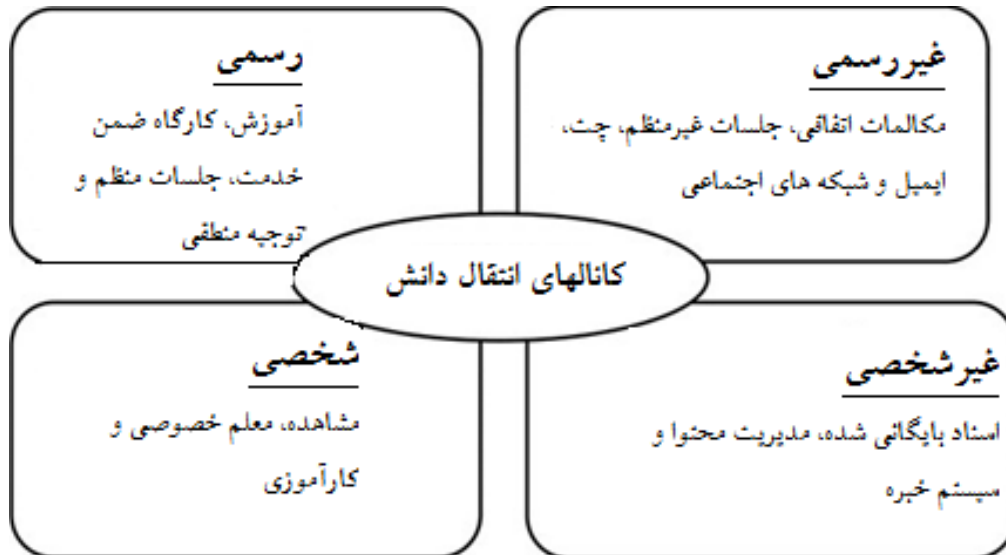 غیررسمی
مکالمات اتفاقی، جلسات غیرمنظم، چت،
ایمیل و شبکه های اجتماعی
رسمی
آموزش، کارگاه ضمن
خدمت، جلسات منظم و
توجیه منطقی
کانالهای انتقال دانش
غیرشخصی
اسناد بایگانی شده، مدیریت محتوا و
سیستم خبره
شخصی
مشاهده، معلم خصوصی و
کارآموزی